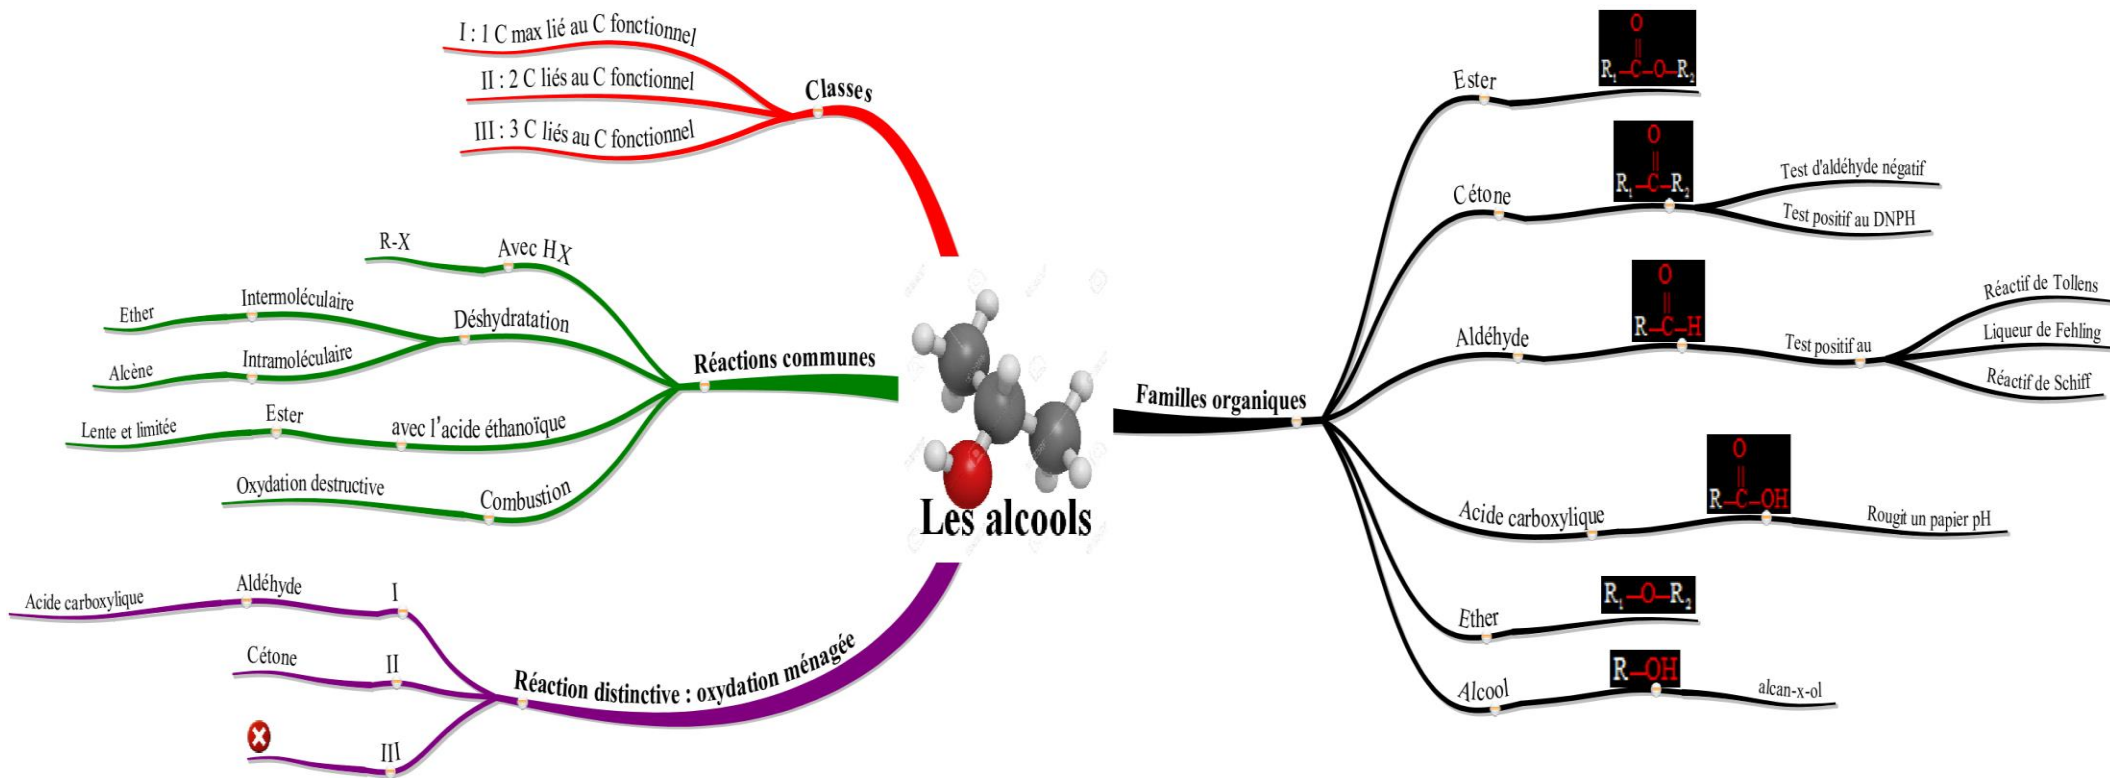 Les alcools
Classes
I : 1 C max lié au C fonctionnel
II : 2 C liés au C fonctionnel
III : 3 C liés au C fonctionnel
Réactions communes
Avec HX
R-X
Déshydratation
Intermoléculaire
Ether
Intramoléculaire
Alcène
avec l'acide éthanoïque
Ester
Lente et limitée
Combustion
Oxydation destructive
Réaction distinctive : oxydation ménagée
I
Aldéhyde
Acide carboxylique
II
Cétone
III
Familles organiques
Ester
O
R₁—C—O—R₂
Cétone
O
R₁—C—R₂
Test d'aldéhyde négatif
Test positif au DNPH
Aldéhyde
O
R—C—H
Test positif au
Réactif de Tollens
Liqueur de Fehling
Réactif de Schiff
Acide carboxylique
O
R—C—OH
Rougit un papier pH
Ether
R₁—O—R₂
Alcool
R—OH
alcan-x-ol